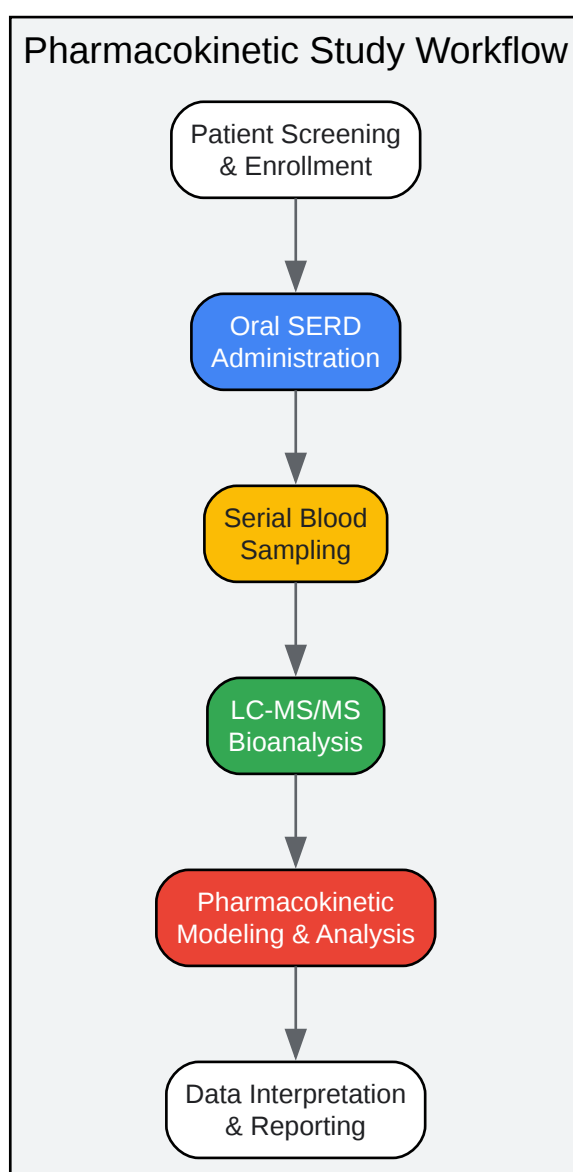 Pharmacokinetic Study Workflow
Patient Screening
& Enrollment
Oral SERD
Administration
Serial Blood
Sampling
LC-MS/MS
Bioanalysis
Pharmacokinetic
Modeling & Analysis
Data Interpretation
& Reporting